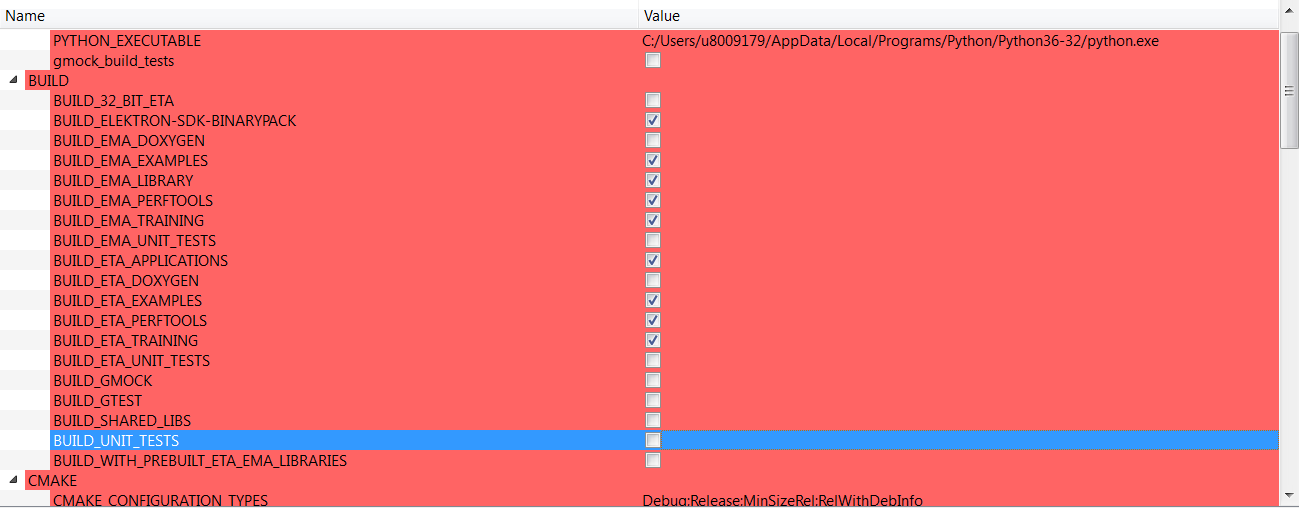 Name Value
PYTHON_EXECUTABLE C:/Users/u8009179/AppData/Local/Programs/Python/Python36-32/python.exe
gmock_build_tests
BUILD
BUILD_32_BIT_ETA
BUILD_ELEKTRON-SDK-BINARYPACK
BUILD_EMA_DOXYGEN
BUILD_EMA_EXAMPLES
BUILD_EMA_LIBRARY
BUILD_EMA_PERFTOOLS
BUILD_EMA_TRAINING
BUILD_EMA_UNIT_TESTS
BUILD_ETA_APPLICATIONS
BUILD_ETA_DOXYGEN
BUILD_ETA_EXAMPLES
BUILD_ETA_PERFTOOLS
BUILD_ETA_TRAINING
BUILD_ETA_UNIT_TESTS
BUILD_GMOCK
BUILD_GTEST
BUILD_SHARED_LIBS
BUILD_UNIT_TESTS
BUILD_WITH_PREBUILT_ETA_EMA_LIBRARIES
CMAKE
CMAKE_CONFIGURATION_TYPES Debug;Release;MinSizeRel;RelWithDebInfo